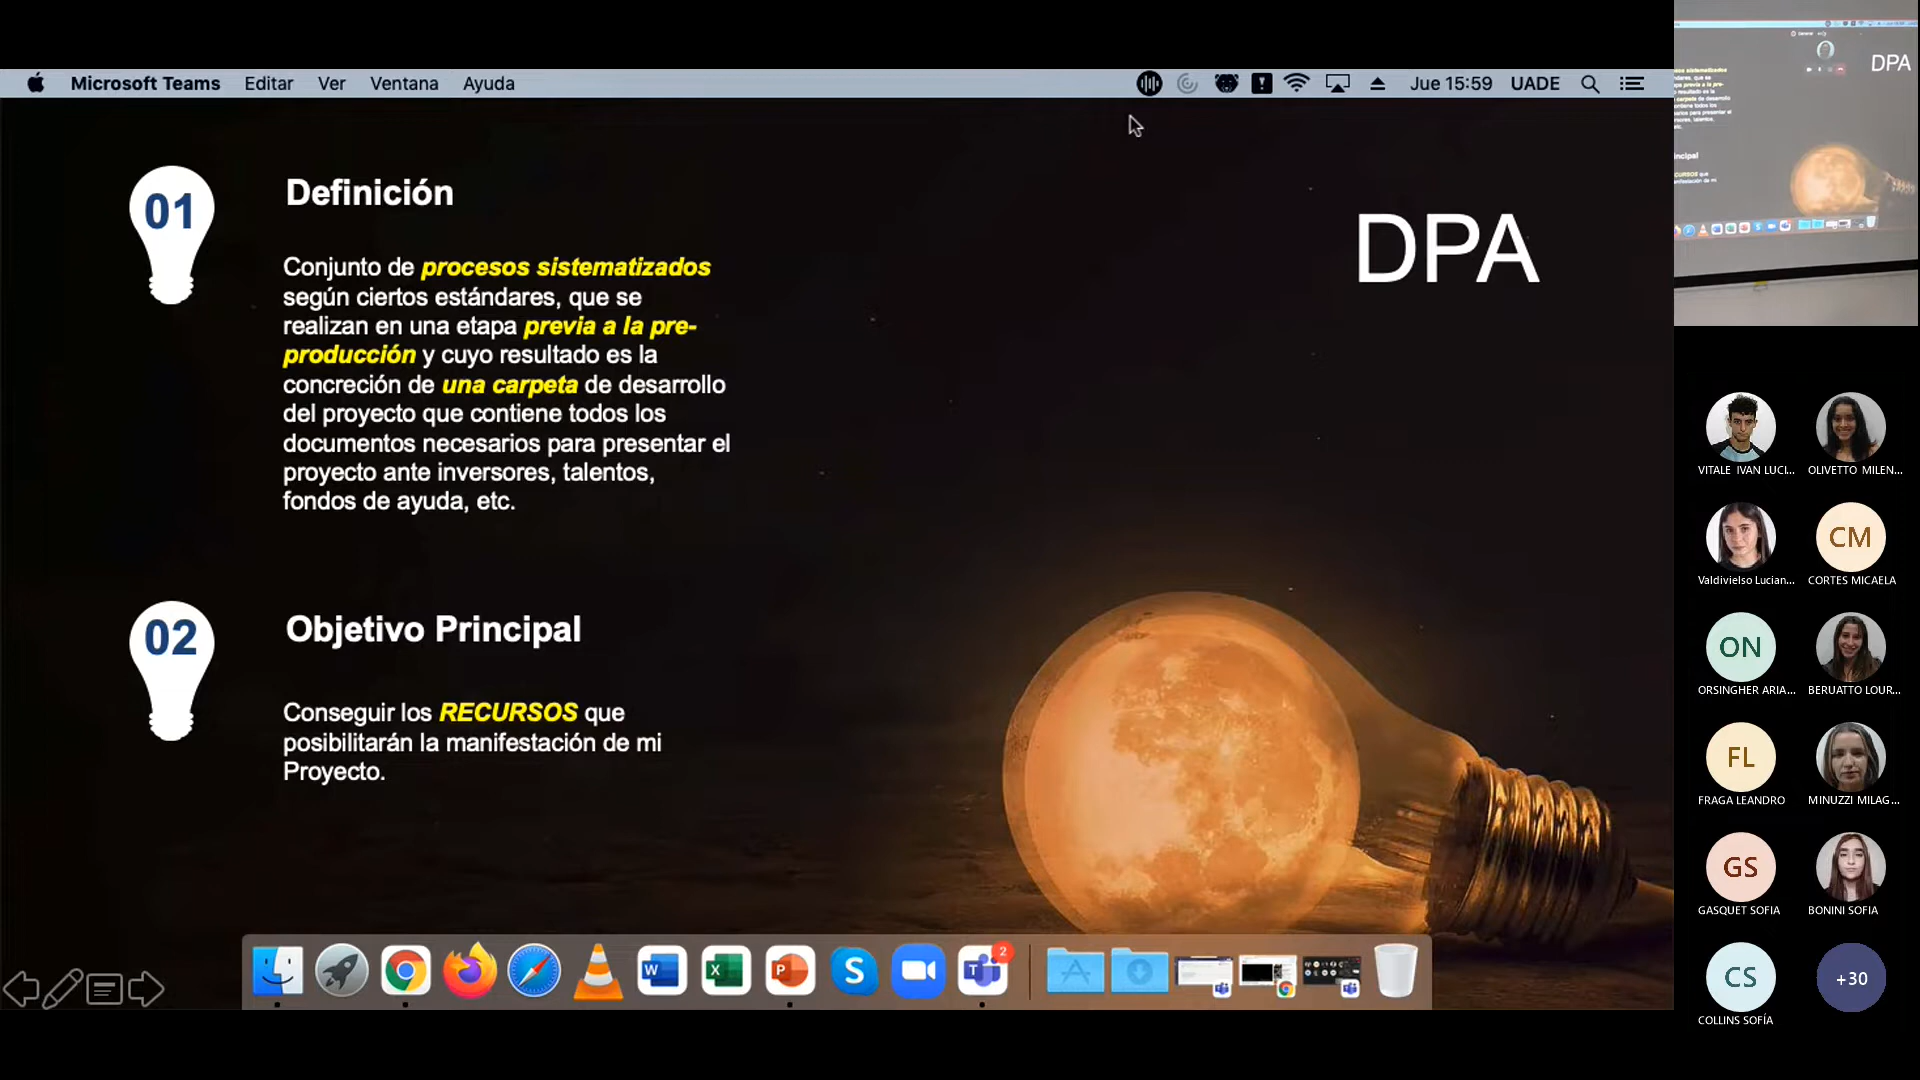 Microsoft Teams Editar Ver Ventana Ayuda
Jue 15:59 UADE
DPA
01
Definición
Conjunto de procesos sistematizados
según ciertos estándares, que se
realizan en una etapa previa a la pre-
producción y cuyo resultado es la
concreción de una carpeta de desarrollo
del proyecto que contiene todos los
documentos necesarios para presentar el
proyecto ante inversores, talentos,
fondos de ayuda, etc.
02
Objetivo Principal
Conseguir los RECURSOS que
posibilitarán la manifestación de mi
Proyecto.
W
X
P
S
T
2
DPA
VITALE IVAN LUCI...
OLIVETTO MILEN...
Valdivielso Lucian...
CM
CORTES MICAELA
ON
ORSINGHER ARIA...
BERUATTO LOUR...
FL
FRAGA LEANDRO
MINUZZI MILAG...
GS
GASQUET SOFIA
BONINI SOFIA
CS
COLLINS SOFÍA
+30